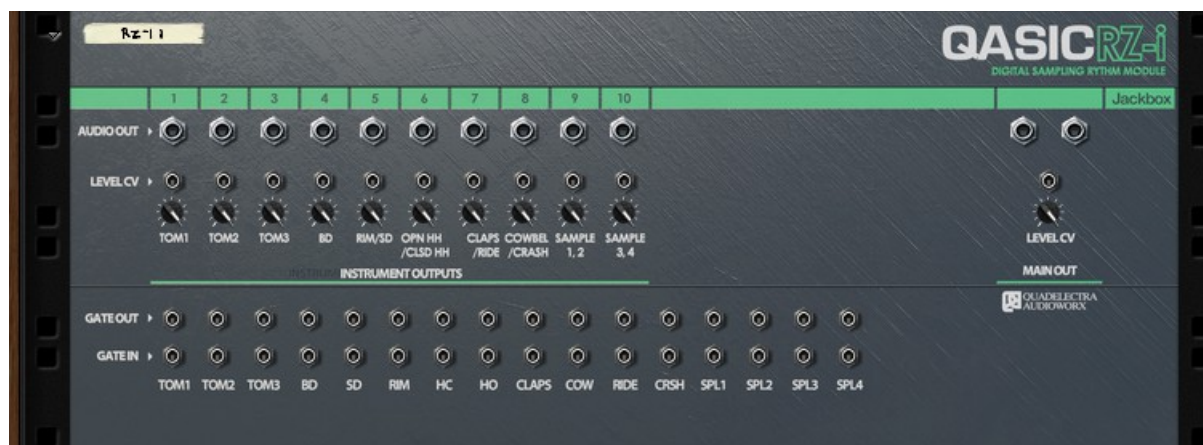 RZ-1 1
QASIC RZ-i
DIGITAL SAMPLING RYTHM MODULE
1 2 3 4 5 6 7 8 9 10 Jackbox
AUDIO OUT
LEVEL CV
TOM1 TOM2 TOM3 BD RIM/SD OPN HH /CLSD HH CLAPS /RIDE COWBEL /CRASH SAMPLE 1, 2 SAMPLE 3, 4 LEVEL CV
INSTRUMENT OUTPUTS MAIN OUT
QUADELECTRA
AUDIOWORX
GATE OUT
GATE IN
TOM1 TOM2 TOM3 BD SD RIM HC HO CLAPS COW RIDE CRSH SPL1 SPL2 SPL3 SPL4